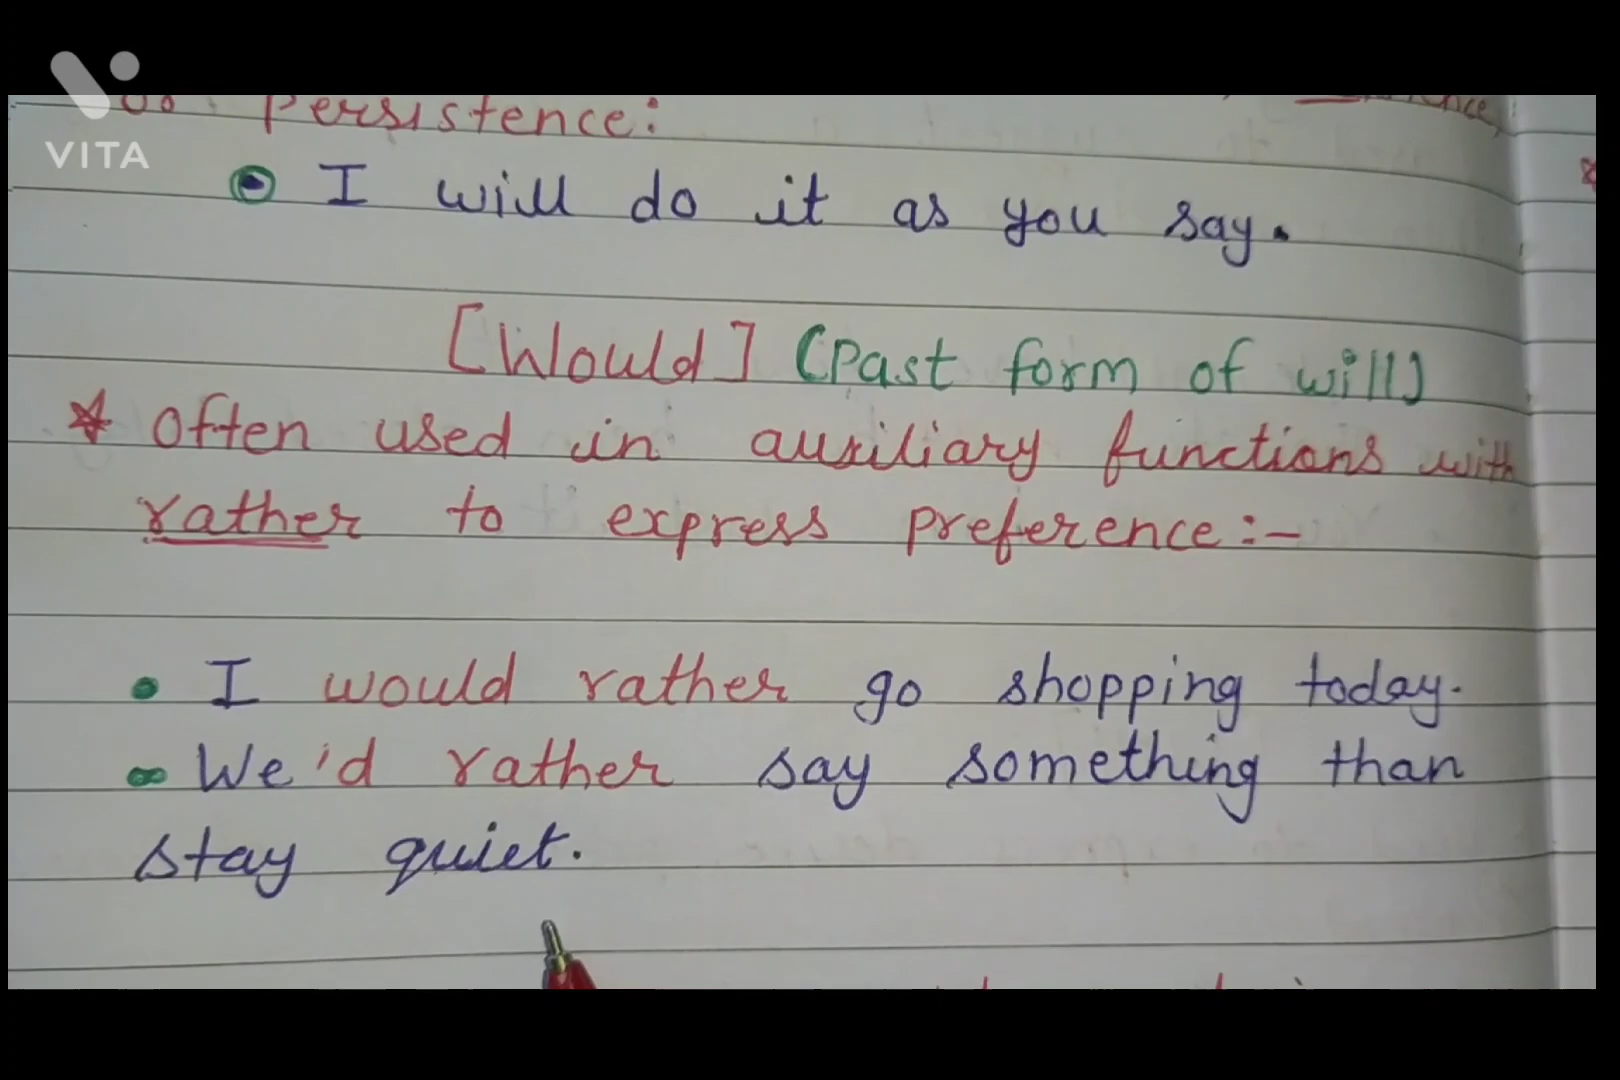 VITA
Persistence:
I will do it as you say.
[Would] (Past form of will)
* Often used in auxiliary functions with
rather to express preference:-
• I would rather go shopping today.
• We'd rather say something than
stay quiet.